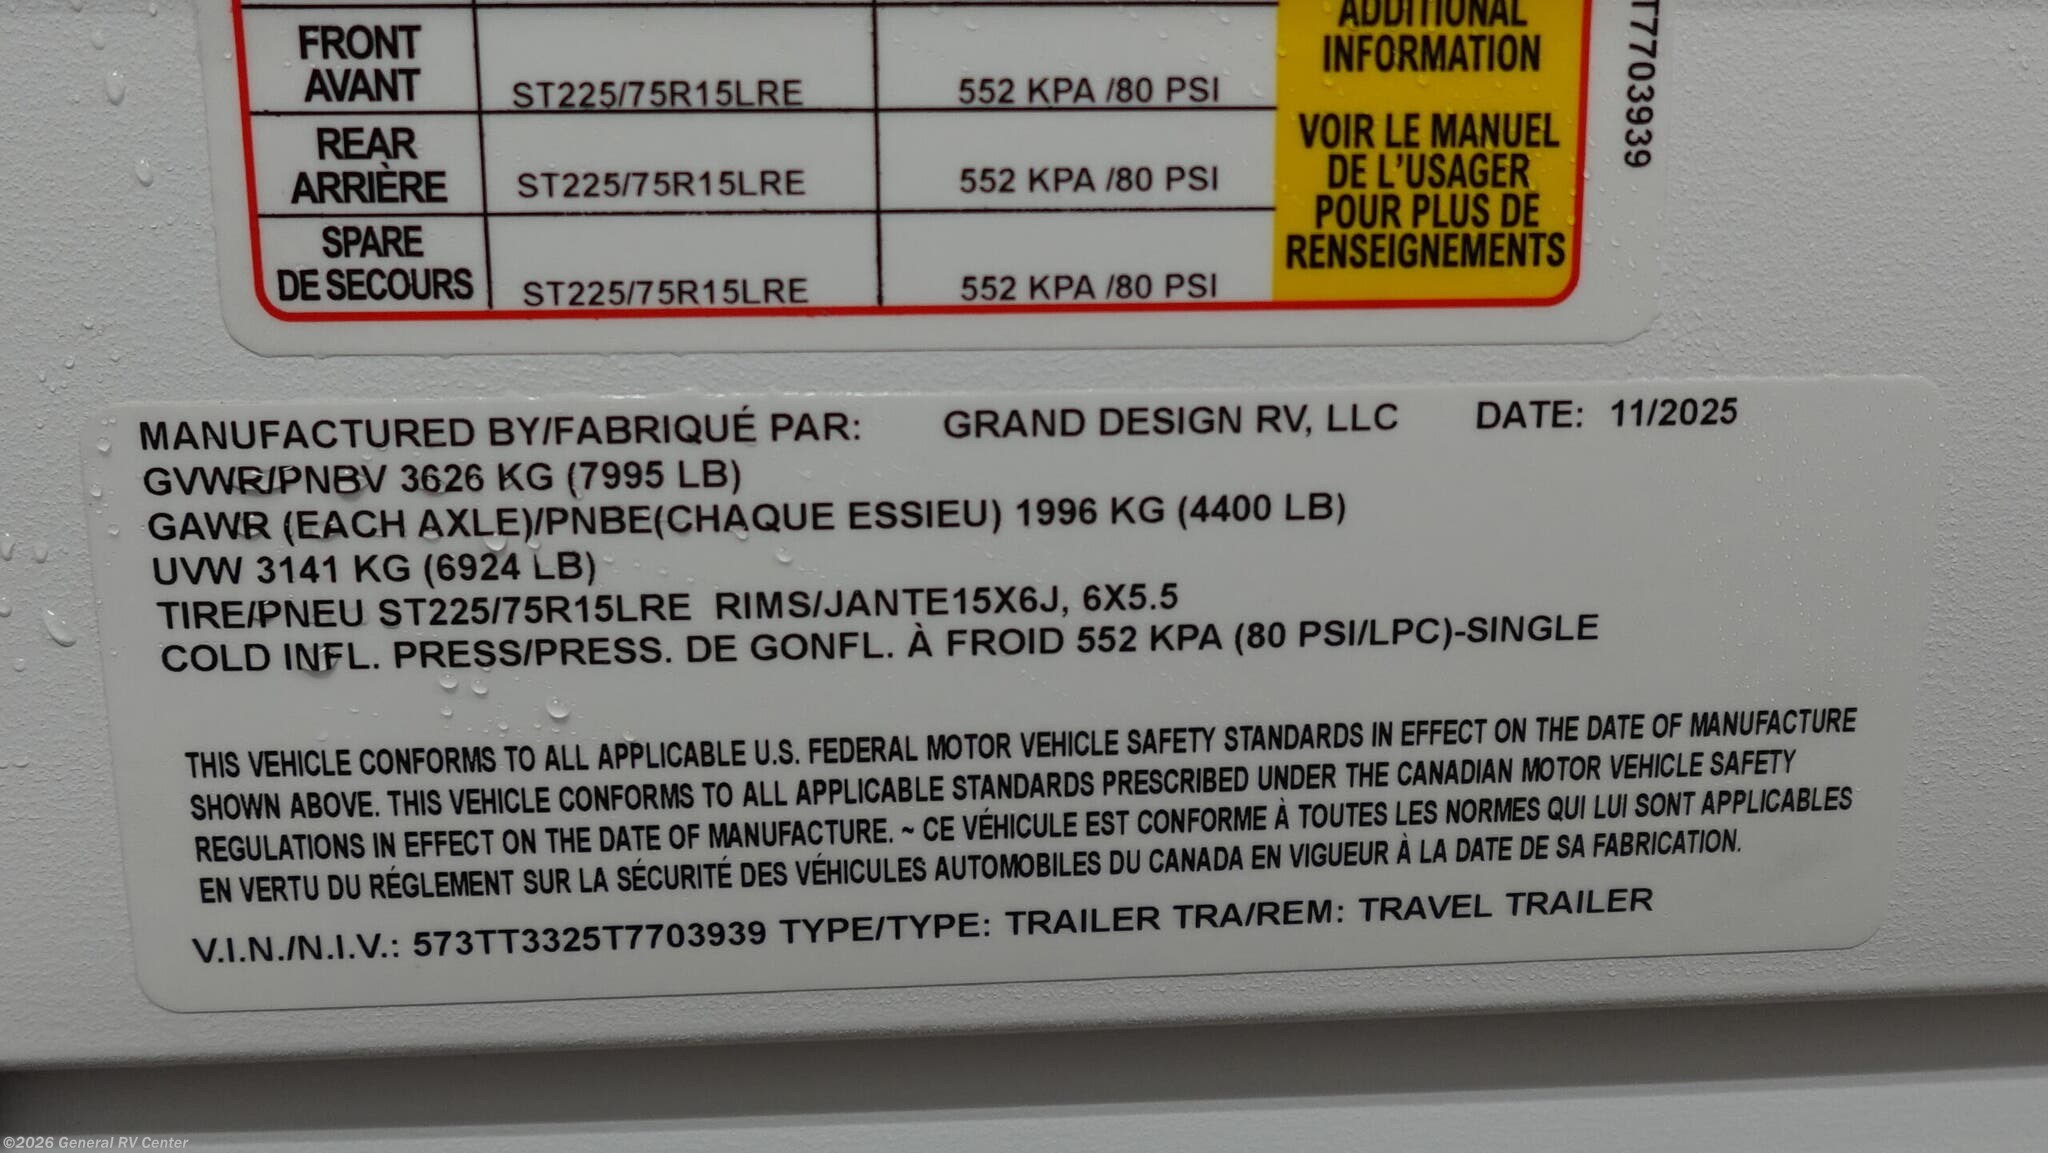 ADDITIONAL
INFORMATION
FRONT
AVANT
ST225/75R15LRE 552 KPA /80 PSI
REAR
ARRIÈRE
ST225/75R15LRE 552 KPA /80 PSI
SPARE
DE SECOURS
ST225/75R15LRE 552 KPA /80 PSI
VOIR LE MANUEL
DE L'USAGER
POUR PLUS DE
RENSEIGNEMENTS
T7703939
MANUFACTURED BY/FABRIQUÉ PAR: GRAND DESIGN RV, LLC DATE: 11/2025
GVWR/PNBV 3626 KG (7995 LB)
GAWR (EACH AXLE)/PNBE(CHAQUE ESSIEU) 1996 KG (4400 LB)
UVW 3141 KG (6924 LB)
TIRE/PNEU ST225/75R15LRE RIMS/JANTE15X6J, 6X5.5
COLD INFL. PRESS/PRESS. DE GONFL. À FROID 552 KPA (80 PSI/LPC)-SINGLE
THIS VEHICLE CONFORMS TO ALL APPLICABLE U.S. FEDERAL MOTOR VEHICLE SAFETY STANDARDS IN EFFECT ON THE DATE OF MANUFACTURE
SHOWN ABOVE. THIS VEHICLE CONFORMS TO ALL APPLICABLE STANDARDS PRESCRIBED UNDER THE CANADIAN MOTOR VEHICLE SAFETY
REGULATIONS IN EFFECT ON THE DATE OF MANUFACTURE. ~ CE VÉHICULE EST CONFORME À TOUTES LES NORMES QUI LUI SONT APPLICABLES
EN VERTU DU RÉGLEMENT SUR LA SÉCURITÉ DES VÉHICULES AUTOMOBILES DU CANADA EN VIGUEUR À LA DATE DE SA FABRICATION.
V.I.N./N.I.V.: 573TT3325T7703939 TYPE/TYPE: TRAILER TRA/REM: TRAVEL TRAILER
©2026 General RV Center